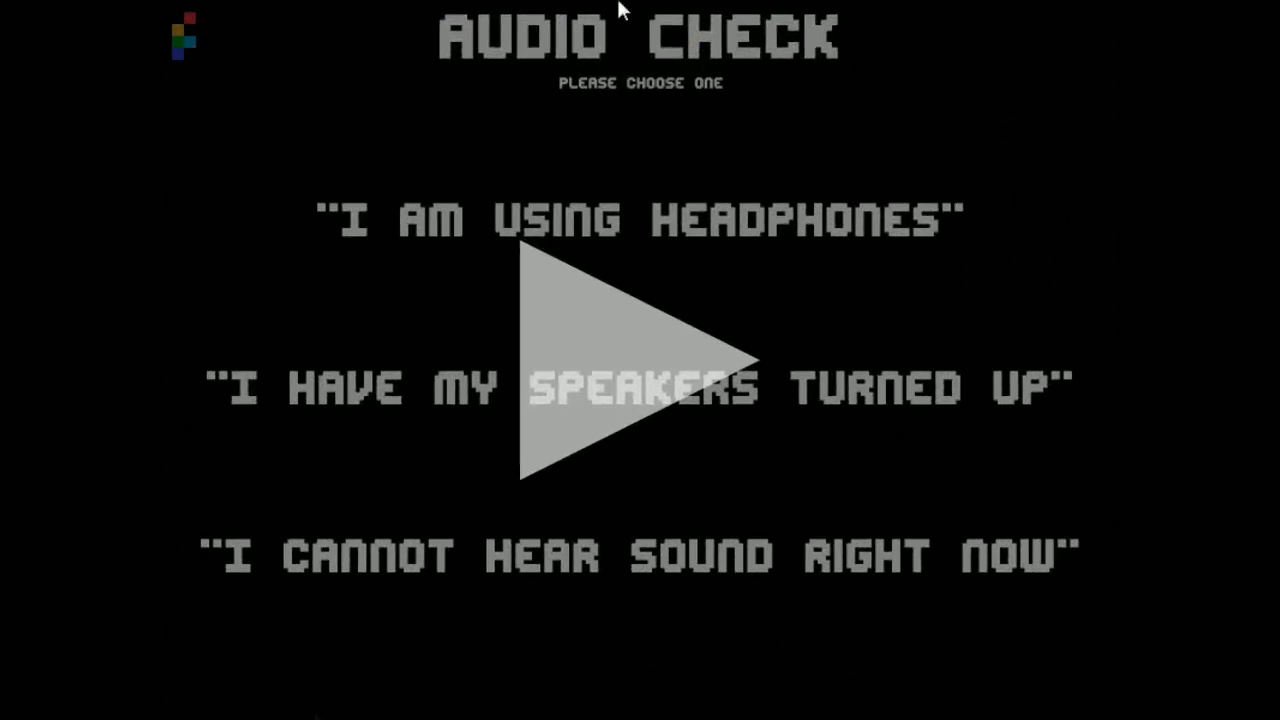 AUDIO CHECK
PLEASE CHOOSE ONE
"I AM USING HEADPHONES"
"I HAVE MY SPEAKERS TURNED UP"
"I CANNOT HEAR SOUND RIGHT NOW"